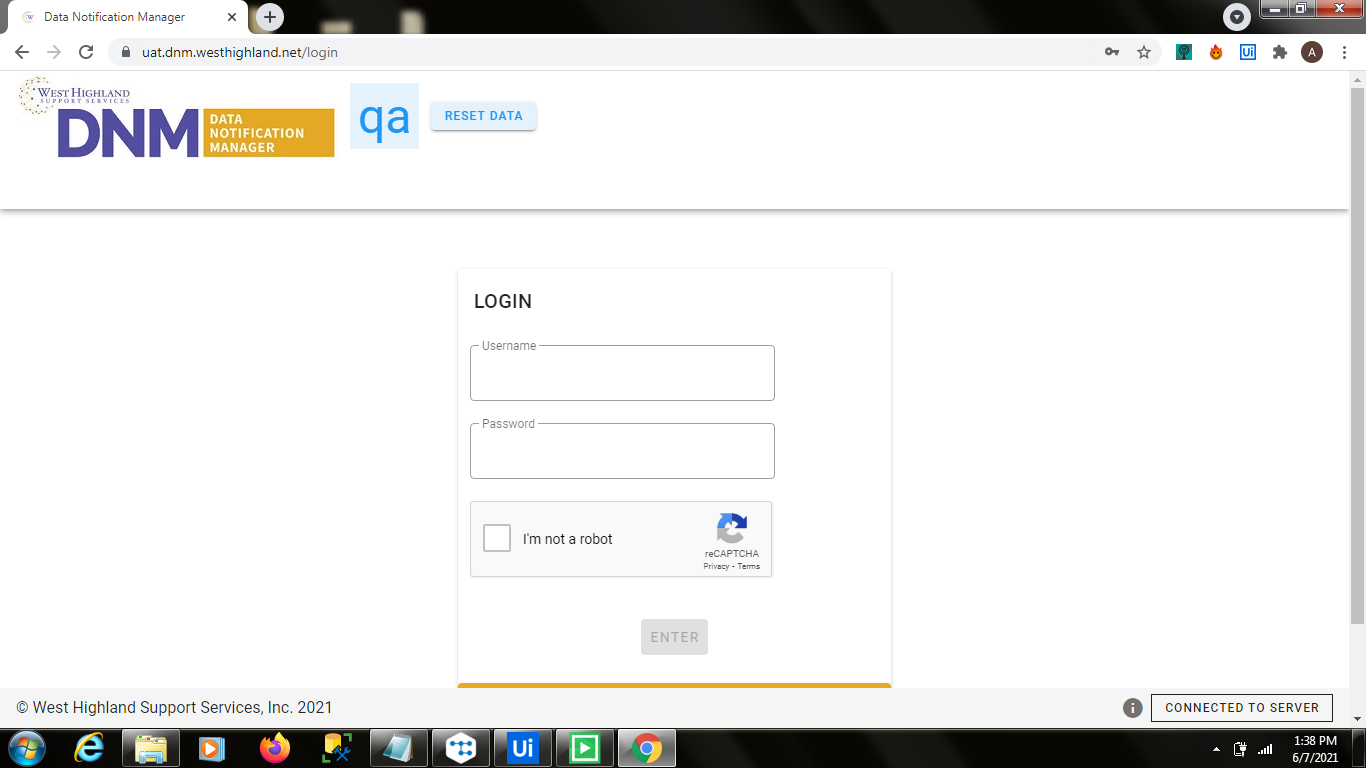 Data Notification Manager
uat.dnm.westhighland.net/login
Ui
A
WEST HIGHLAND
SUPPORT SERVICES
DNM
DATA
NOTIFICATION
MANAGER
qa
RESET DATA
LOGIN
Username
Password
I'm not a robot
reCAPTCHA
Privacy - Terms
ENTER
© West Highland Support Services, Inc. 2021
CONNECTED TO SERVER
Ui
1:38 PM
6/7/2021